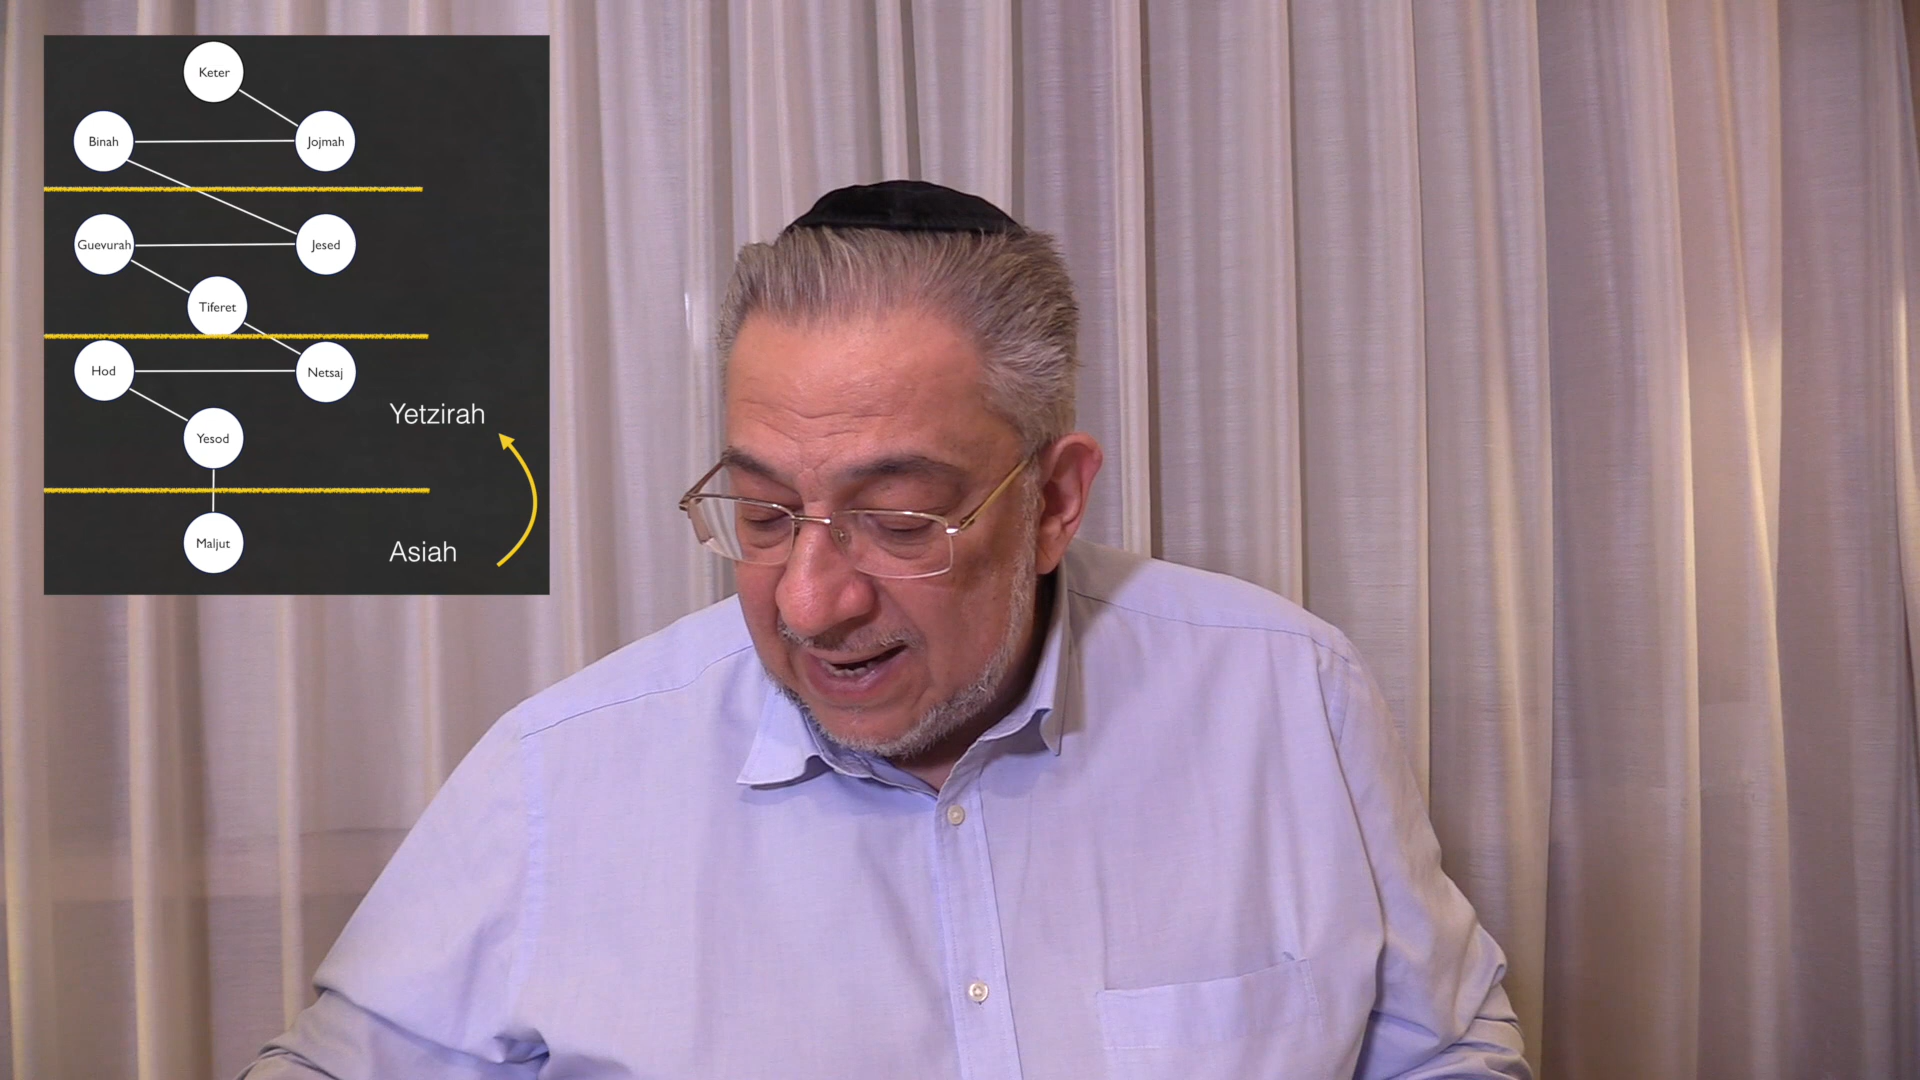 Keter
Binah
Jojmah
Guevurah
Jesed
Tiferet
Hod
Netsaj
Yetzirah
Yesod
Maljut
Asiah